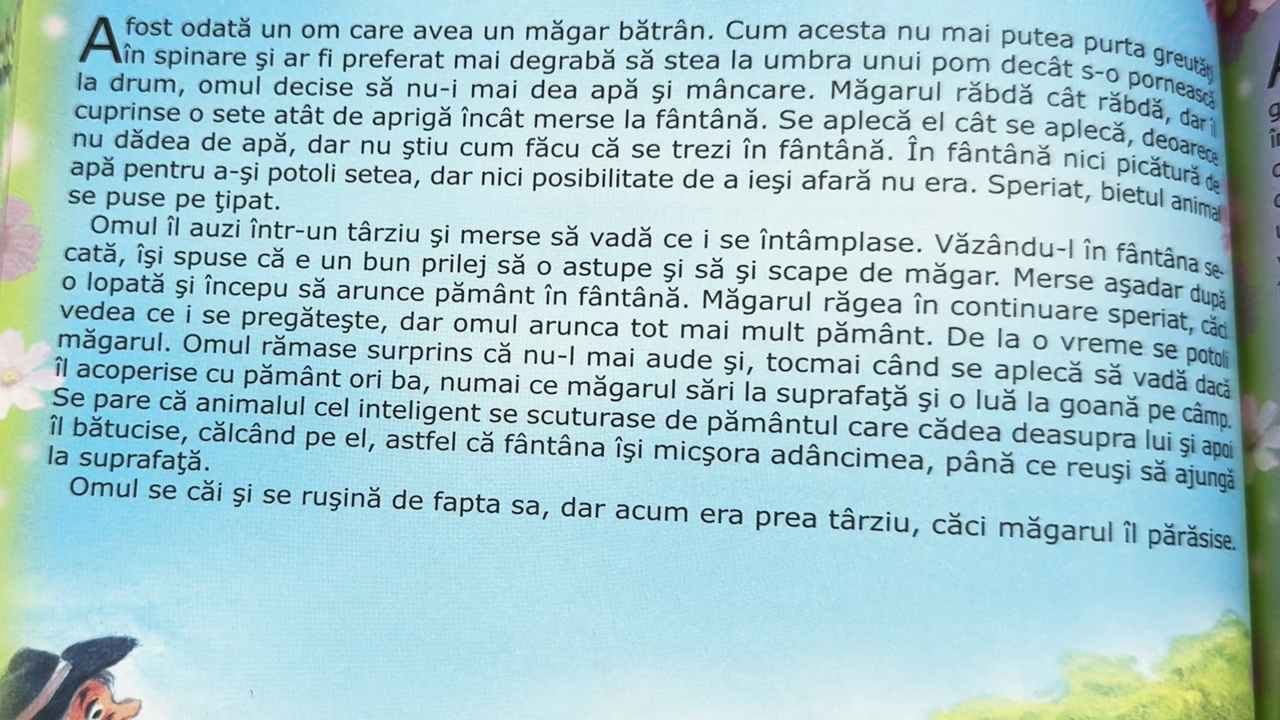 A fost odată un om care avea un măgar bătrân. Cum acesta nu mai putea purta greutăţi
în spinare şi ar fi preferat mai degrabă să stea la umbra unui pom decât s-o pornească
la drum, omul decise să nu-i mai dea apă şi mâncare. Măgarul răbdă cât răbdă, dar îl
cuprinse o sete atât de aprigă încât merse la fântână. Se aplecă el cât se aplecă, deoarece
nu dădea de apă, dar nu ştiu cum făcu că se trezi în fântână. În fântână nici picătură de
apă pentru a-şi potoli setea, dar nici posibilitate de a ieşi afară nu era. Speriat, bietul animal
se puse pe ţipat.
Omul îl auzi într-un târziu şi merse să vadă ce i se întâmplase. Văzându-l în fântâna se-
cată, îşi spuse că e un bun prilej să o astupe şi să şi scape de măgar. Merse aşadar după
o lopată şi începu să arunce pământ în fântână. Măgarul răgea în continuare speriat, căci
vedea ce i se pregăteşte, dar omul arunca tot mai mult pământ. De la o vreme se potoli
măgarul. Omul rămase surprins că nu-l mai aude şi, tocmai când se aplecă să vadă dacă
îl acoperise cu pământ ori ba, numai ce măgarul sări la suprafaţă şi o luă la goană pe câmp.
Se pare că animalul cel inteligent se scuturase de pământul care cădea deasupra lui şi apoi
îl bătucise, călcând pe el, astfel că fântâna îşi micşora adâncimea, până ce reuşi să ajungă
la suprafaţă.
Omul se căi şi se ruşină de fapta sa, dar acum era prea târziu, căci măgarul îl părăsise.